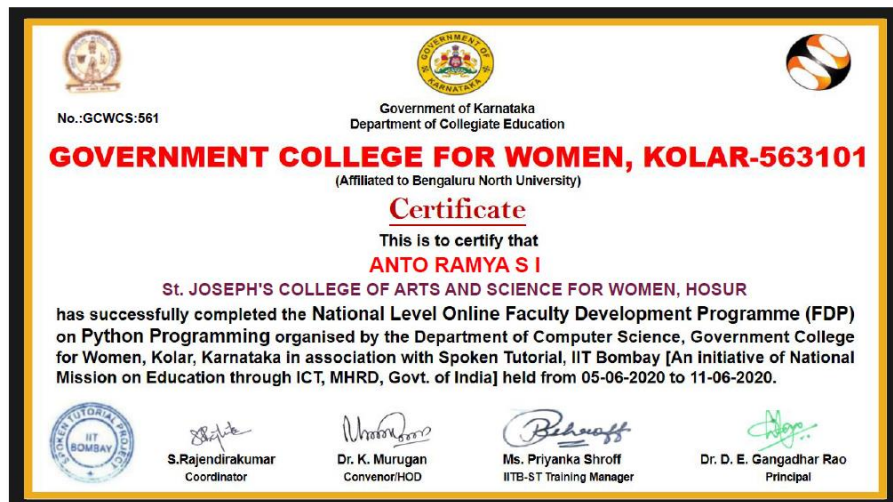 GOVERNMENT OF
KARNATAKA
No.:GCWCS:561
Government of Karnataka
Department of Collegiate Education
GOVERNMENT COLLEGE FOR WOMEN, KOLAR-563101
(Affiliated to Bengaluru North University)
Certificate
This is to certify that
ANTO RAMYA S I
St. JOSEPH'S COLLEGE OF ARTS AND SCIENCE FOR WOMEN, HOSUR
has successfully completed the National Level Online Faculty Development Programme (FDP)
on Python Programming organised by the Department of Computer Science, Government College
for Women, Kolar, Karnataka in association with Spoken Tutorial, IIT Bombay [An initiative of National
Mission on Education through ICT, MHRD, Govt. of India] held from 05-06-2020 to 11-06-2020.
SPOKEN TUTORIAL PROJECT
IIT
BOMBAY
S.Rajendirakumar
Coordinator
Dr. K. Murugan
Convenor/HOD
Ms. Priyanka Shroff
IITB-ST Training Manager
Dr. D. E. Gangadhar Rao
Principal